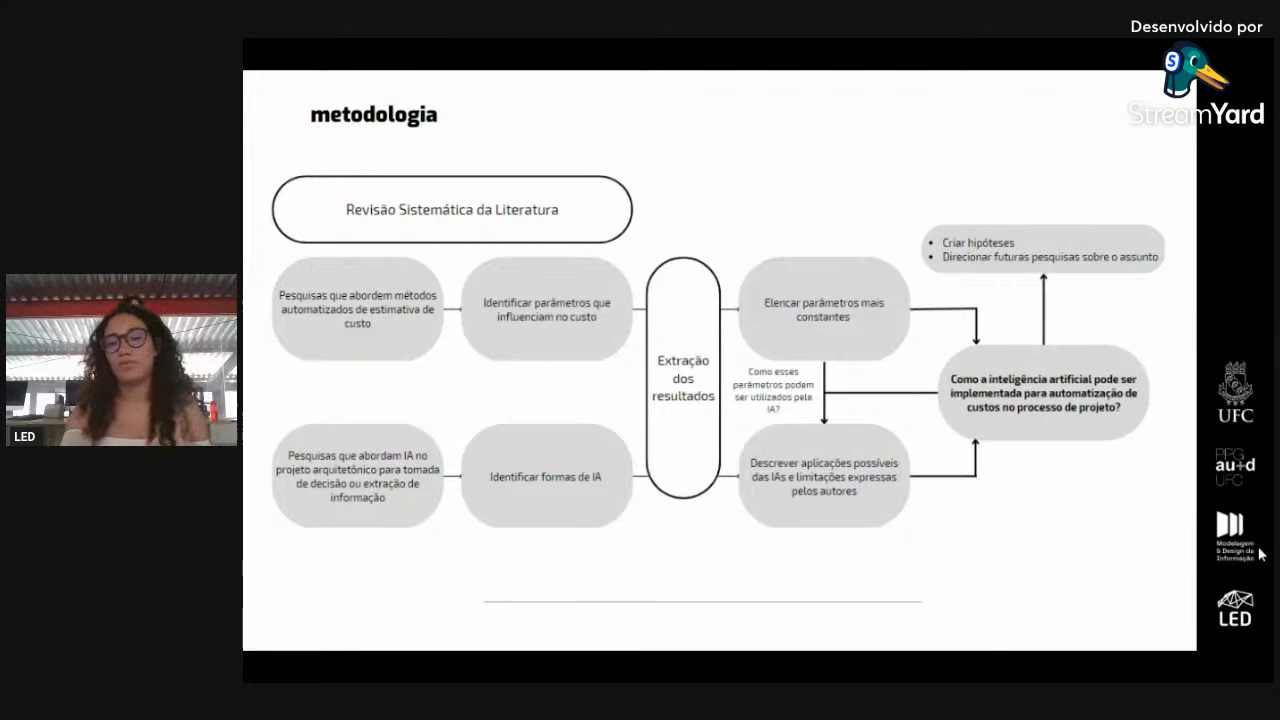 Desenvolvido por
StreamYard
metodologia
Revisão Sistemática da Literatura
Pesquisas que abordem métodos
automatizados de estimativa de
custo
Identificar parâmetros que
influenciam no custo
Pesquisas que abordam IA no
projeto arquitetônico para tomada
de decisão ou extração de
informação
Identificar formas de IA
Extração
dos
resultados
Elencar parâmetros mais
constantes
Como esses
parâmetros podem
ser utilizados pela
IA?
Descrever aplicações possíveis
das IAs e limitações expressas
pelos autores
• Criar hipóteses
• Direcionar futuras pesquisas sobre o assunto
Como a inteligência artificial pode ser
implementada para automatização de
custos no processo de projeto?
LED
UFC
PPG
au+d
UFC
Modelagem
& Design da
Informação
LED